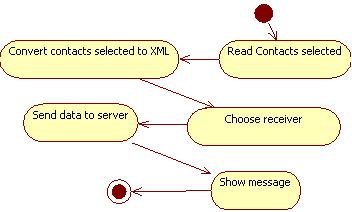 Convert contacts selected to XML
Read Contacts selected
Send data to server
Choose receiver
Show message